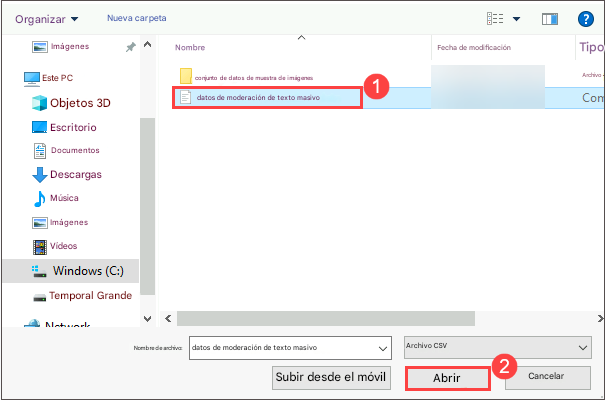 Organizar
Nueva carpeta
Imágenes
Este PC
Objetos 3D
Escritorio
Documentos
Descargas
Música
Imágenes
Vídeos
Windows (C:)
Temporal Grande
Network
Nombre
Fecha de modificación
Tipo
conjunto de datos de muestra de imágenes
Archivo
datos de moderación de texto masivo
1
Nombre de archivo:
datos de moderación de texto masivo
Archivo CSV
Subir desde el móvil
Abrir
2
Cancelar